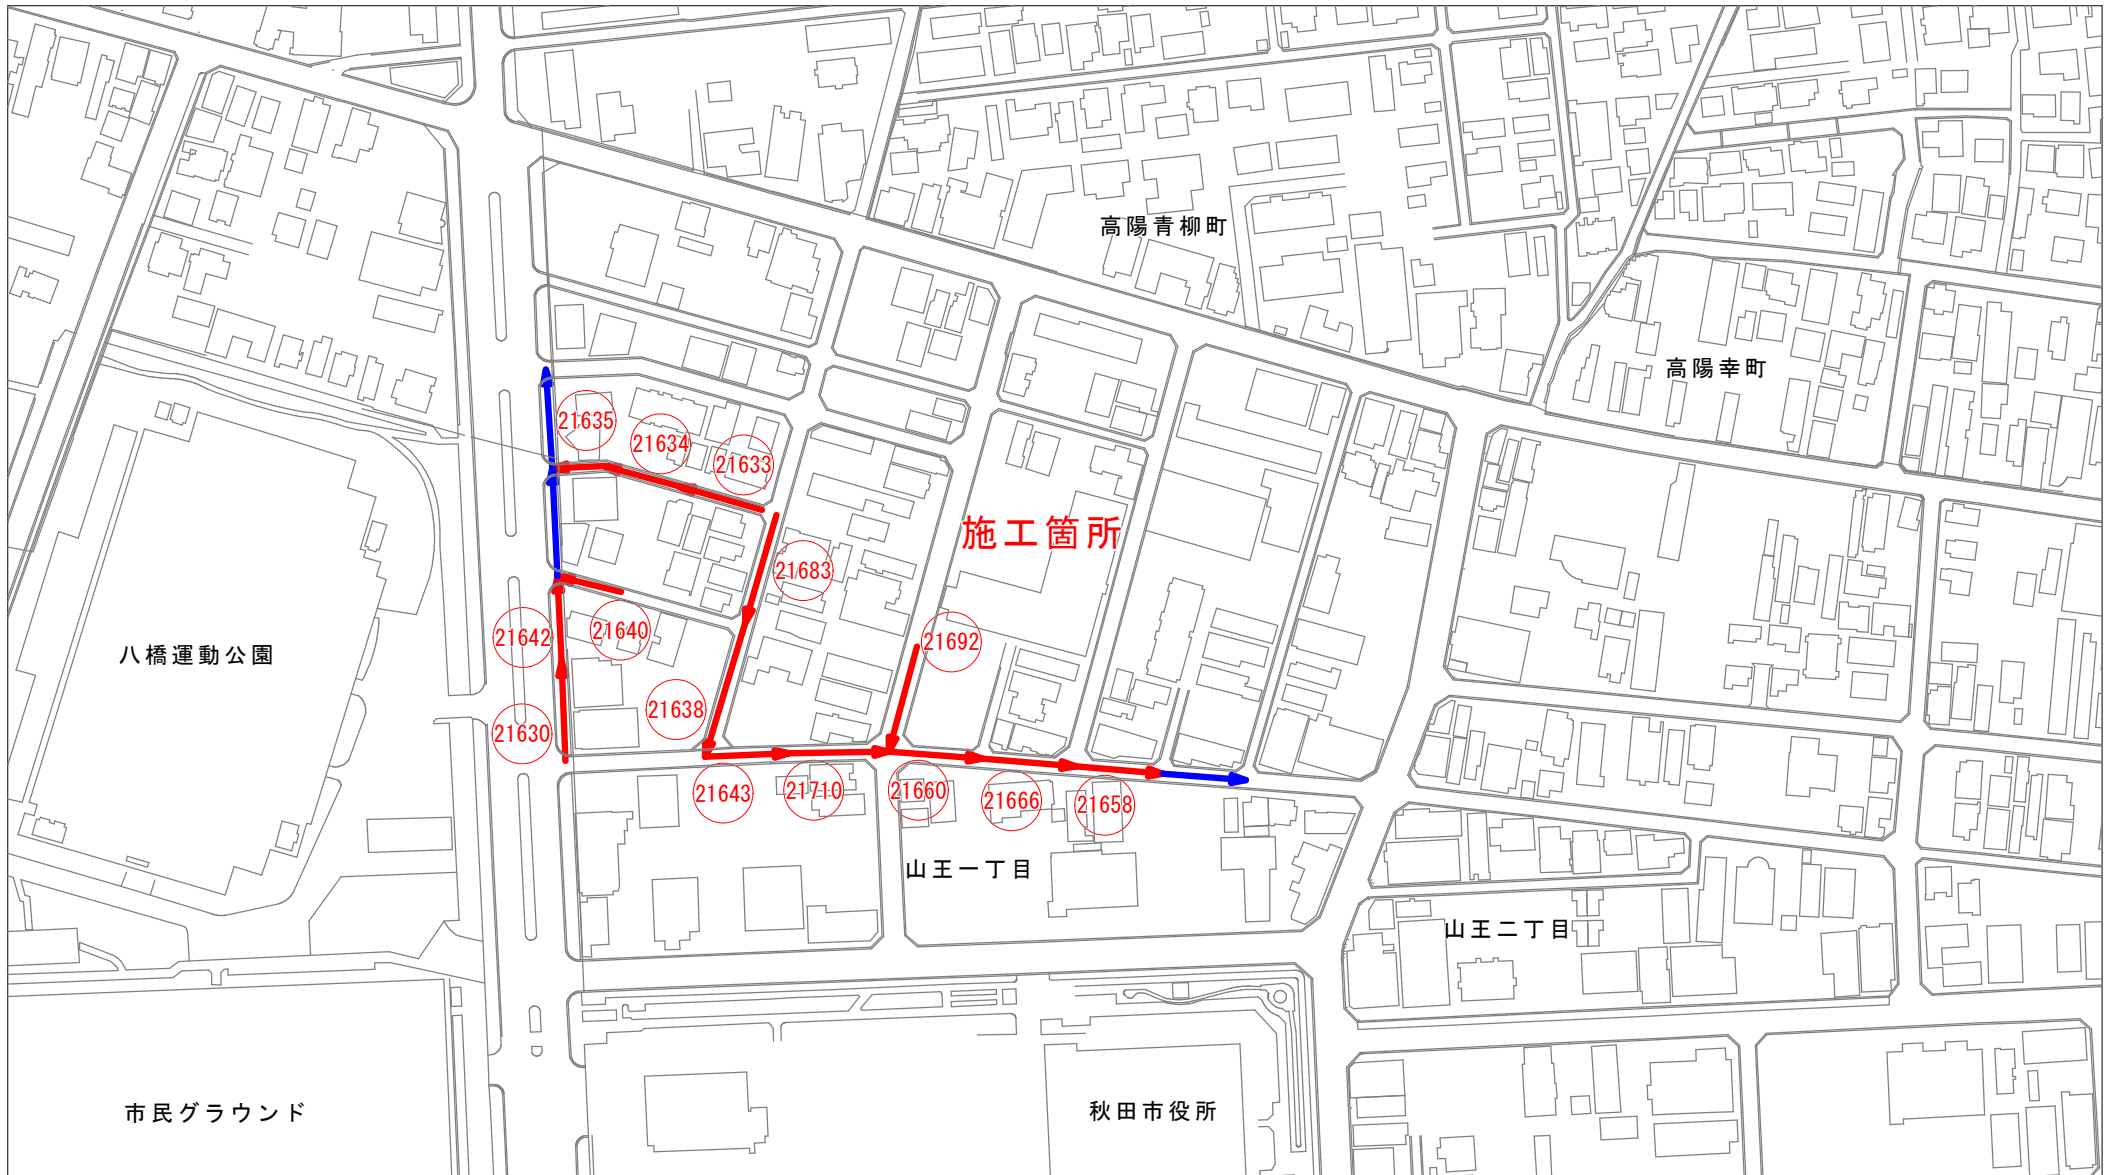 高陽青柳町
高陽幸町
21635
21634
21633
施工箇所
21683
21642
21640
21692
八橋運動公園
21638
21630
21643
21710
21660
21666
21658
山王一丁目
山王二丁目
市民グラウンド
秋田市役所